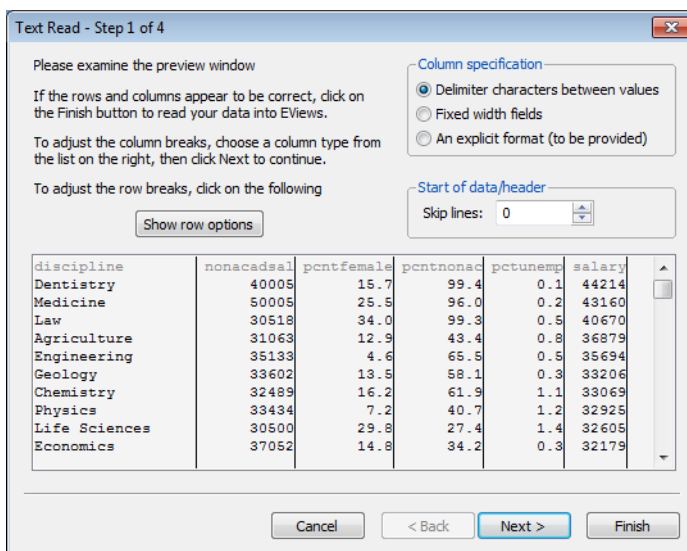 Text Read - Step 1 of 4
Please examine the preview window
If the rows and columns appear to be correct, click on
the Finish button to read your data into EViews.
To adjust the column breaks, choose a column type from
the list on the right, then click Next to continue.
To adjust the row breaks, click on the following
Show row options
Column specification
Delimiter characters between values
Fixed width fields
An explicit format (to be provided)
Start of data/header
Skip lines: 0
discipline nonacadsal pcntfemale pcntnonac pctunemp salary
Dentistry 40005 15.7 99.4 0.1 44214
Medicine 50005 25.5 96.0 0.2 43160
Law 30518 34.0 99.3 0.5 40670
Agriculture 31063 12.9 43.4 0.8 36879
Engineering 35133 4.6 65.5 0.5 35694
Geology 33602 13.5 58.1 0.3 33206
Chemistry 32489 16.2 61.9 1.1 33069
Physics 33434 7.2 40.7 1.2 32925
Life Sciences 30500 29.8 27.4 1.4 32605
Economics 37052 14.8 34.2 0.3 32179
Cancel < Back Next > Finish